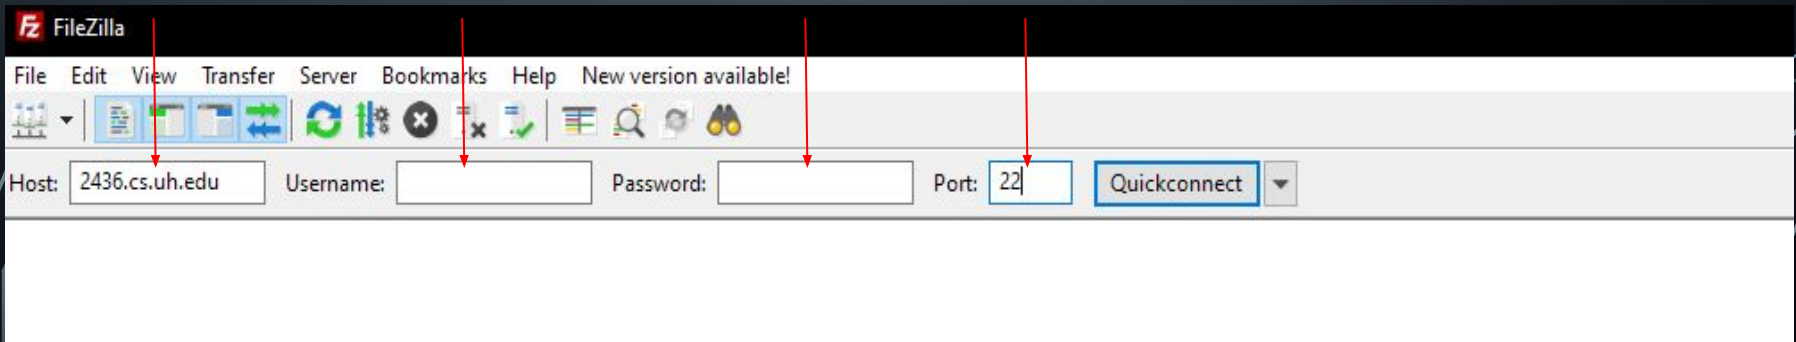 FileZilla
File Edit View Transfer Server Bookmarks Help New version available!
Host: 2436.cs.uh.edu Username: Password: Port: 22 Quickconnect